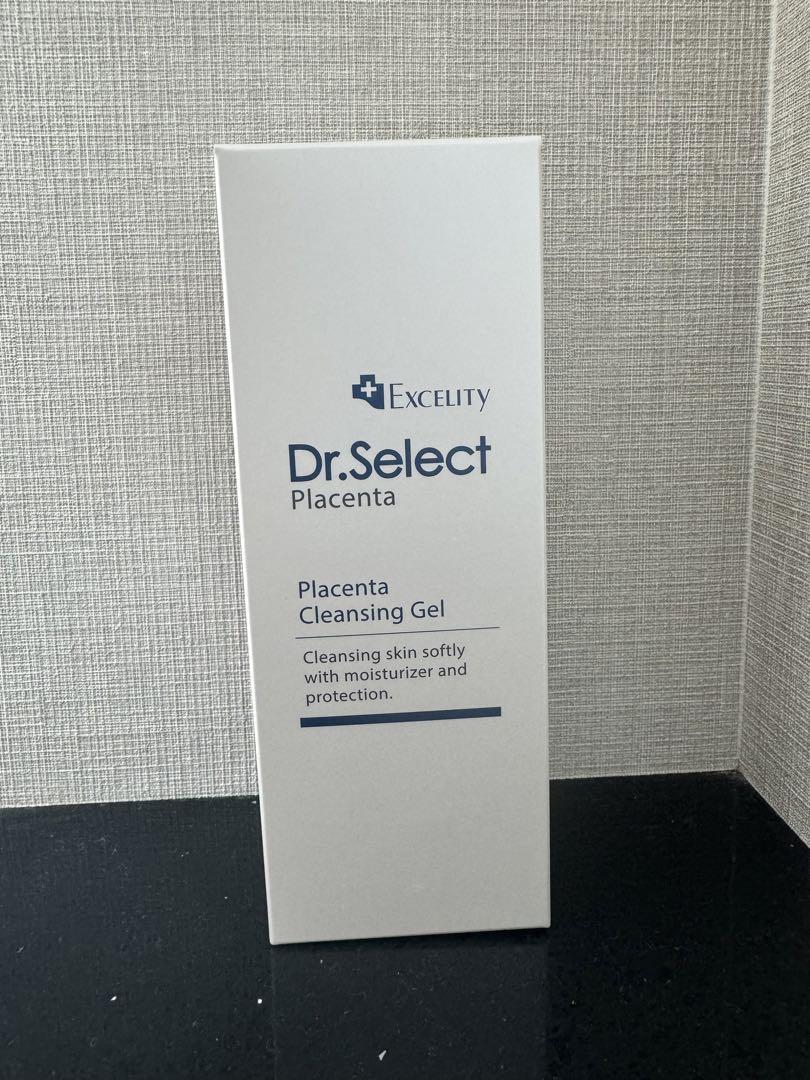 EXCELITY
Dr.Select
Placenta
Placenta
Cleansing Gel
Cleansing skin softly
with moisturizer and
protection.